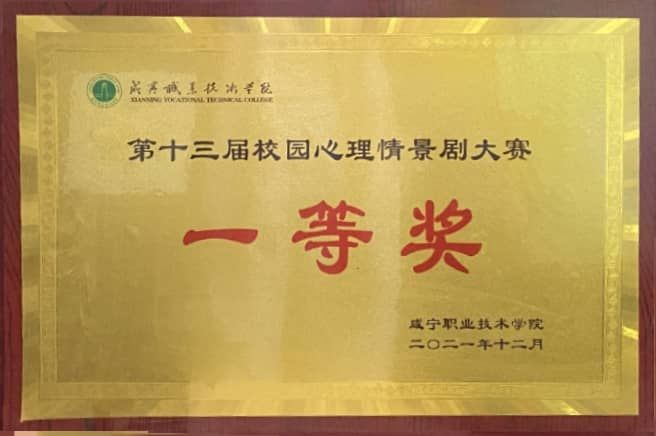 咸宁职业技术学院
XIANNING VOCATIONAL TECHNICAL COLLEGE
第十三届校园心理情景剧大赛
一等奖
咸宁职业技术学院
二〇二一年十二月